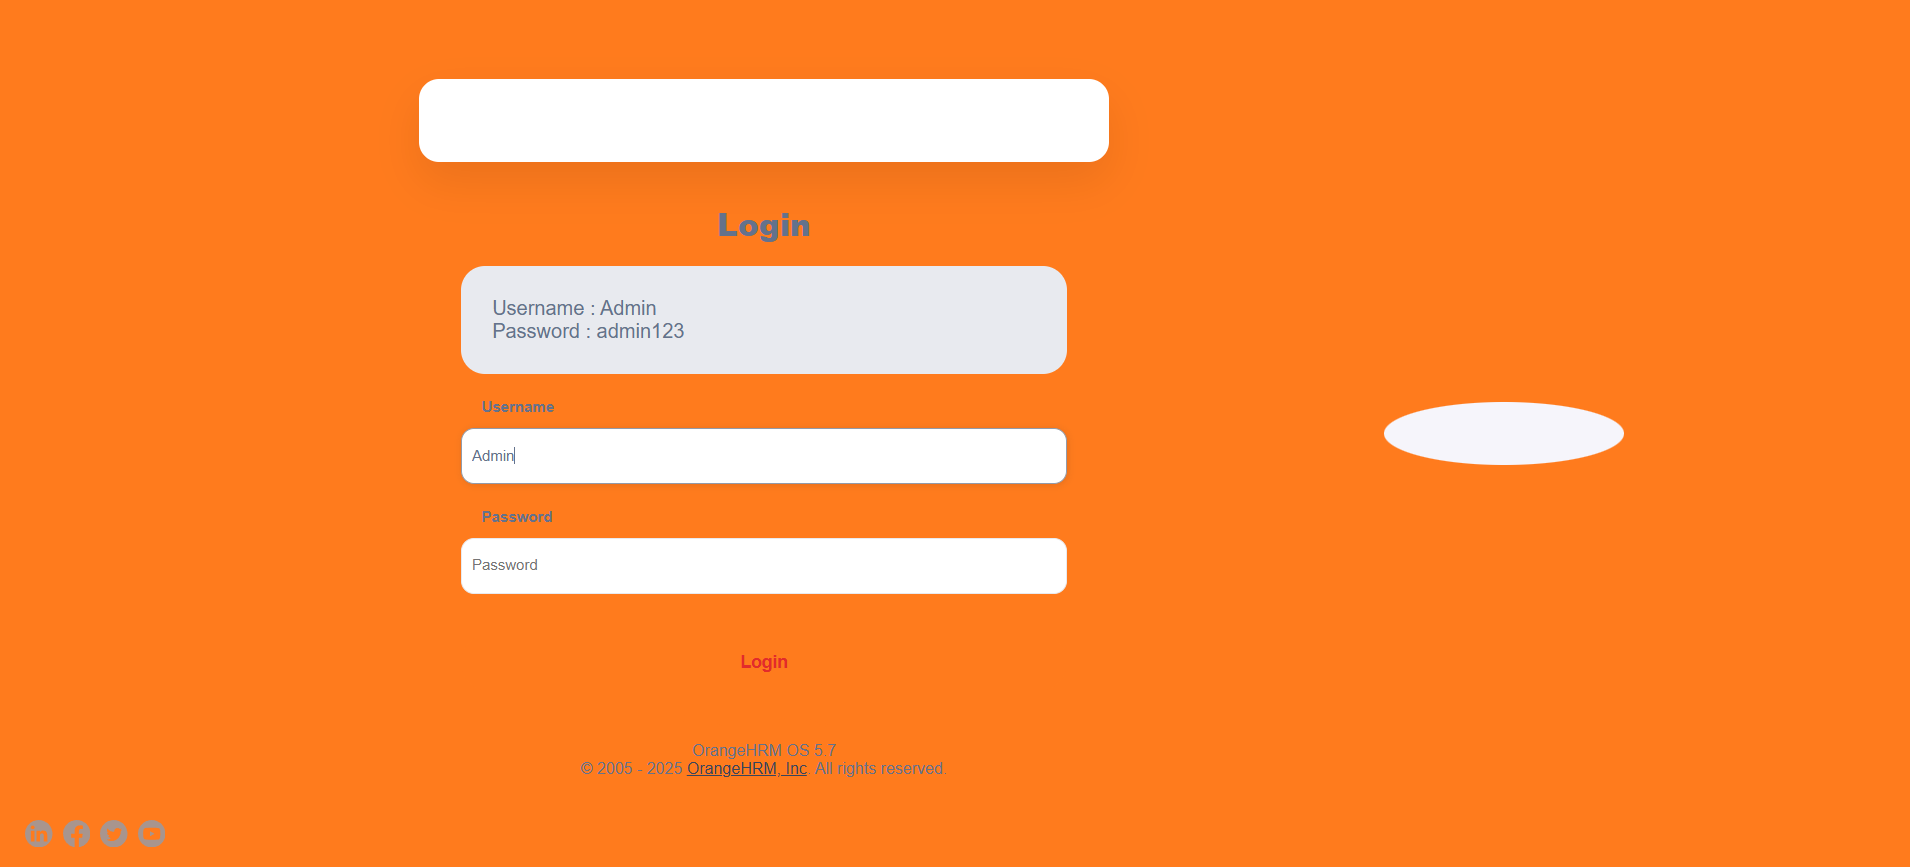 Login
Username : Admin
Password : admin123
Username
Admin
Password
Password
Login
OrangeHRM OS 5.7
© 2005 - 2025 OrangeHRM, Inc. All rights reserved.